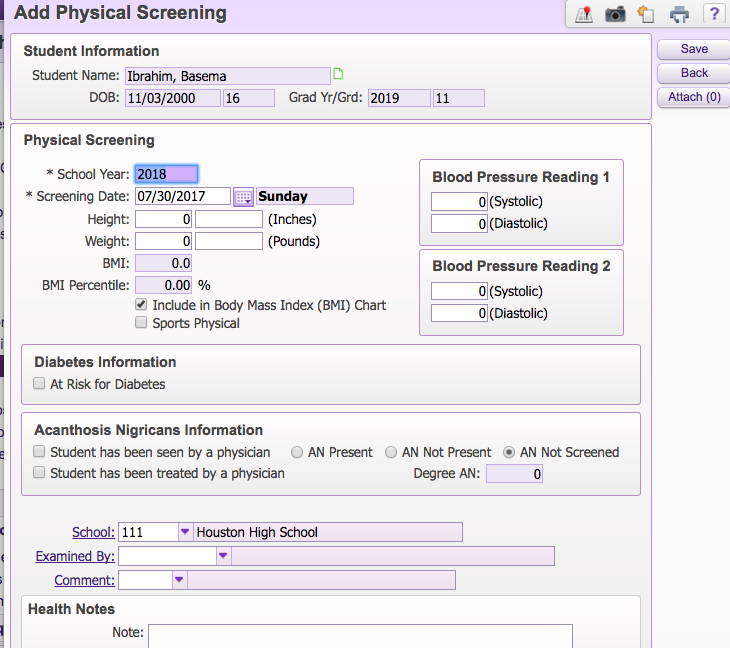 Add Physical Screening
?
Save
Back
Attach (0)
Student Information
Student Name: Ibrahim, Basema
DOB: 11/03/2000 16 Grad Yr/Grd: 2019 11
Physical Screening
* School Year: 2018
* Screening Date: 07/30/2017 Sunday
Height: 0 (Inches)
Weight: 0 (Pounds)
BMI: 0.0
BMI Percentile: 0.00 %
Include in Body Mass Index (BMI) Chart
Sports Physical
Blood Pressure Reading 1
0 (Systolic)
0 (Diastolic)
Blood Pressure Reading 2
0 (Systolic)
0 (Diastolic)
Diabetes Information
At Risk for Diabetes
Acanthosis Nigricans Information
Student has been seen by a physician AN Present AN Not Present AN Not Screened
Student has been treated by a physician Degree AN: 0
School: 111 Houston High School
Examined By:
Comment:
Health Notes
Note: